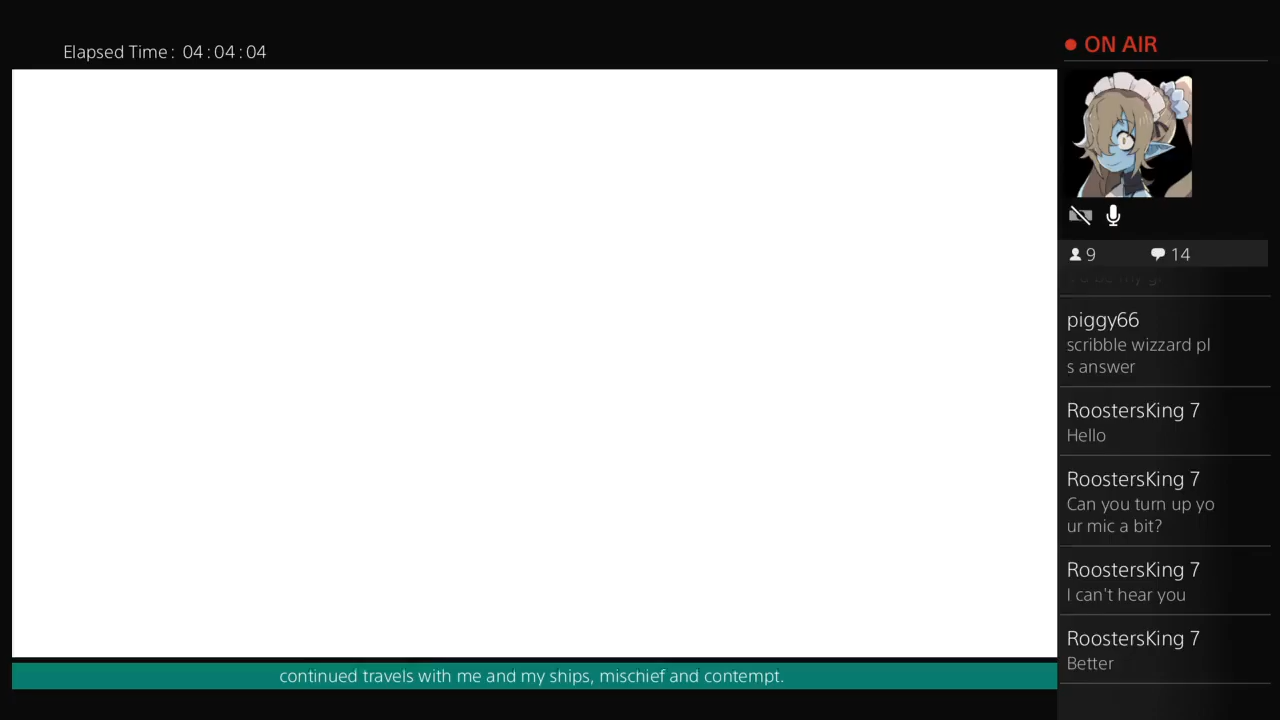 Elapsed Time: 04:04:04
ON AIR
9 14
piggy66
scribble wizzard pl
s answer
RoostersKing 7
Hello
RoostersKing 7
Can you turn up yo
ur mic a bit?
RoostersKing 7
I can't hear you
RoostersKing 7
Better
continued travels with me and my ships, mischief and contempt.